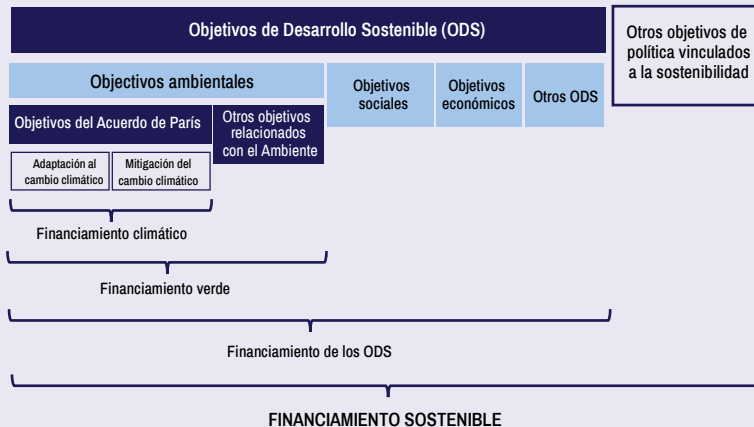 Objetivos de Desarrollo Sostenible (ODS)
Otros objetivos de
política vinculados
a la sostenibilidad
Objectivos ambientales
Objetivos
sociales
Objetivos
económicos
Otros ODS
Objetivos del Acuerdo de París
Otros objetivos
relacionados
con el Ambiente
Adaptación al
cambio climático
Mitigación del
cambio climático
Financiamiento climático
Financiamiento verde
Financiamiento de los ODS
FINANCIAMIENTO SOSTENIBLE